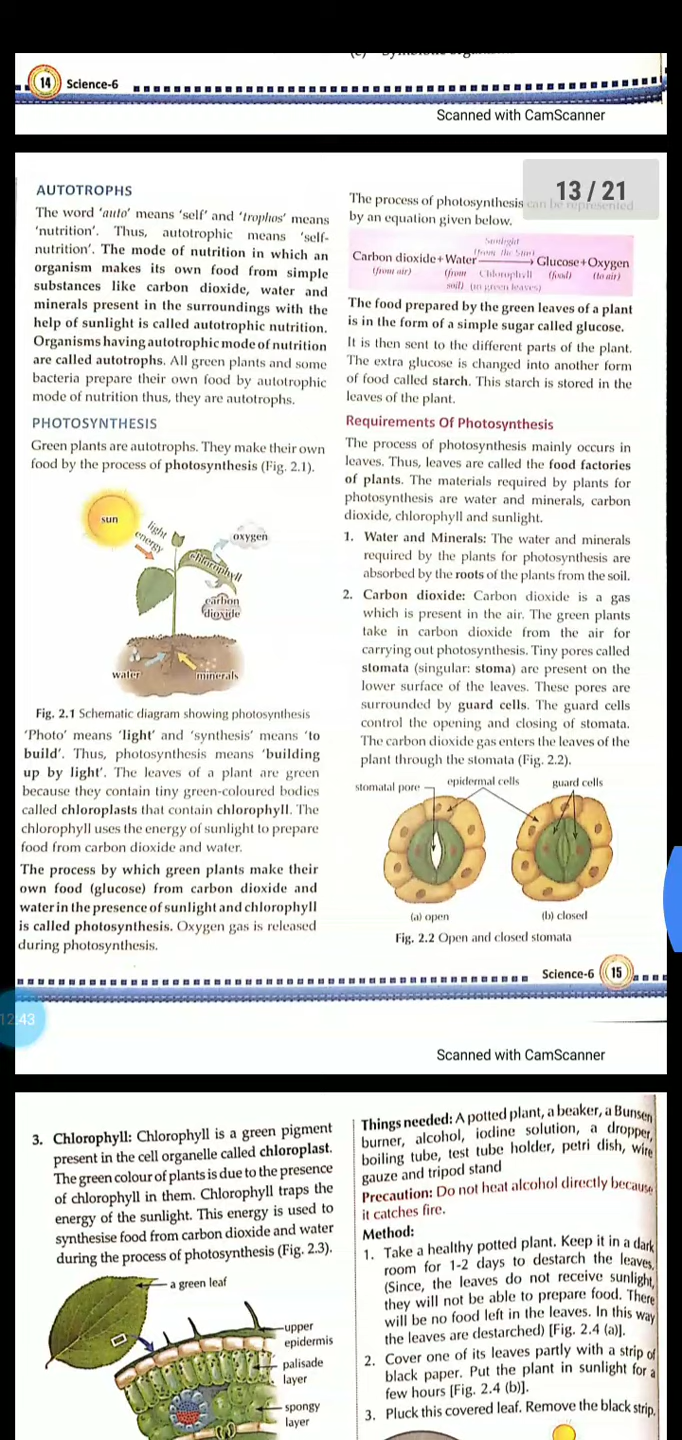 14 Science-6
Scanned with CamScanner
13 / 21
AUTOTROPHS
The word 'auto' means 'self' and 'trophos' means
'nutrition'. Thus, autotrophic means 'self-
nutrition'. The mode of nutrition in which an
organism makes its own food from simple
substances like carbon dioxide, water and
minerals present in the surroundings with the
help of sunlight is called autotrophic nutrition.
Organisms having autotrophic mode of nutrition
are called autotrophs. All green plants and some
bacteria prepare their own food by autotrophic
mode of nutrition thus, they are autotrophs.
PHOTOSYNTHESIS
Green plants are autotrophs. They make their own
food by the process of photosynthesis (Fig. 2.1).
sun
light
energy
oxygen
chlorophyll
carbon
dioxide
water
minerals
Fig. 2.1 Schematic diagram showing photosynthesis
'Photo' means 'light' and 'synthesis' means 'to
build'. Thus, photosynthesis means 'building
up by light'. The leaves of a plant are green
because they contain tiny green-coloured bodies
called chloroplasts that contain chlorophyll. The
chlorophyll uses the energy of sunlight to prepare
food from carbon dioxide and water.
The process by which green plants make their
own food (glucose) from carbon dioxide and
water in the presence of sunlight and chlorophyll
is called photosynthesis. Oxygen gas is released
during photosynthesis.
The process of photosynthesis can be represented
by an equation given below.
Sunlight
(from the Sun)
Carbon dioxide+Water Glucose+Oxygen
(from air) (from Chlorophyll (food) (to air)
soil) (in green leaves)
The food prepared by the green leaves of a plant
is in the form of a simple sugar called glucose.
It is then sent to the different parts of the plant.
The extra glucose is changed into another form
of food called starch. This starch is stored in the
leaves of the plant.
Requirements Of Photosynthesis
The process of photosynthesis mainly occurs in
leaves. Thus, leaves are called the food factories
of plants. The materials required by plants for
photosynthesis are water and minerals, carbon
dioxide, chlorophyll and sunlight.
1. Water and Minerals: The water and minerals
required by the plants for photosynthesis are
absorbed by the roots of the plants from the soil.
2. Carbon dioxide: Carbon dioxide is a gas
which is present in the air. The green plants
take in carbon dioxide from the air for
carrying out photosynthesis. Tiny pores called
stomata (singular: stoma) are present on the
lower surface of the leaves. These pores are
surrounded by guard cells. The guard cells
control the opening and closing of stomata.
The carbon dioxide gas enters the leaves of the
plant through the stomata (Fig. 2.2).
stomatal pore epidermal cells guard cells
(a) open (b) closed
Fig. 2.2 Open and closed stomata
Science-6 15
12:43
Scanned with CamScanner
3. Chlorophyll: Chlorophyll is a green pigment
present in the cell organelle called chloroplast.
The green colour of plants is due to the presence
of chlorophyll in them. Chlorophyll traps the
energy of the sunlight. This energy is used to
synthesise food from carbon dioxide and water
during the process of photosynthesis (Fig. 2.3).
a green leaf
upper
epidermis
palisade
layer
spongy
layer
Things needed: A potted plant, a beaker, a Bunsen
burner, alcohol, iodine solution, a dropper,
boiling tube, test tube holder, petri dish, wire
gauze and tripod stand
Precaution: Do not heat alcohol directly because
it catches fire.
Method:
1. Take a healthy potted plant. Keep it in a dark
room for 1-2 days to destarch the leaves.
(Since, the leaves do not receive sunlight,
they will not be able to prepare food. There
will be no food left in the leaves. In this way
the leaves are destarched) [Fig. 2.4 (a)].
2. Cover one of its leaves partly with a strip of
black paper. Put the plant in sunlight for a
few hours [Fig. 2.4 (b)].
3. Pluck this covered leaf. Remove the black strip.